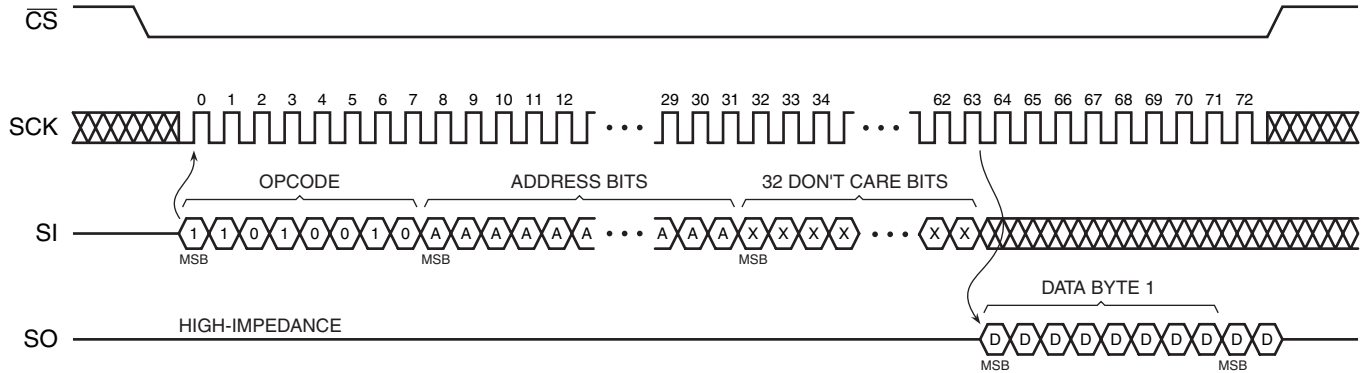 CS
0 1 2 3 4 5 6 7 8 9 10 11 12 29 30 31 32 33 34 62 63 64 65 66 67 68 69 70 71 72
SCK
OPCODE ADDRESS BITS 32 DON'T CARE BITS
SI 1 1 0 1 0 0 1 0 A A A A A A A A A X X X X X X
MSB MSB MSB
DATA BYTE 1
HIGH-IMPEDANCE
SO D D D D D D D D D D
MSB MSB